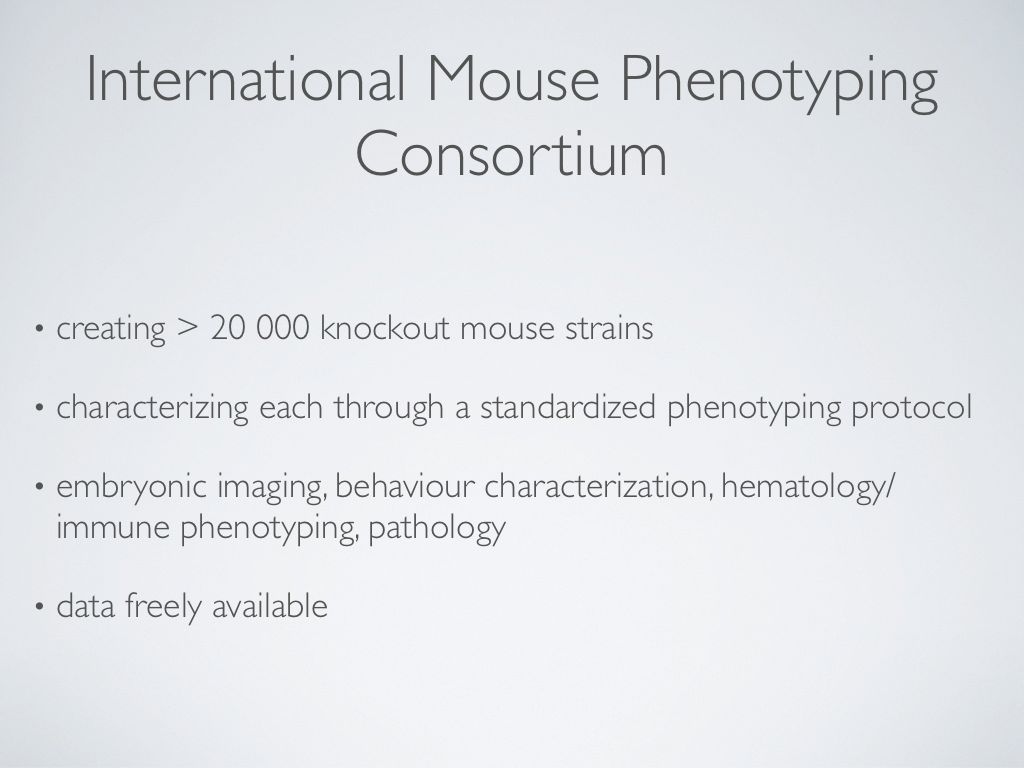 International Mouse Phenotyping
Consortium
• creating > 20 000 knockout mouse strains
• characterizing each through a standardized phenotyping protocol
• embryonic imaging, behaviour characterization, hematology/
immune phenotyping, pathology
• data freely available